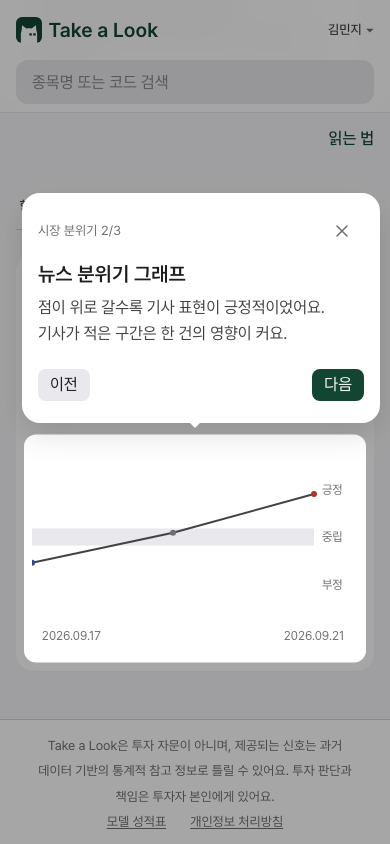 Take a Look
김민지
종목명 또는 코드 검색
읽는 법
시장 분위기 2/3
뉴스 분위기 그래프
점이 위로 갈수록 기사 표현이 긍정적이었어요.
기사가 적은 구간은 한 건의 영향이 커요.
이전
다음
긍정
중립
부정
2026.09.17
2026.09.21
Take a Look은 투자 자문이 아니며, 제공되는 신호는 과거
데이터 기반의 통계적 참고 정보로 틀릴 수 있어요. 투자 판단과
책임은 투자자 본인에게 있어요.
모델 성적표
개인정보 처리방침